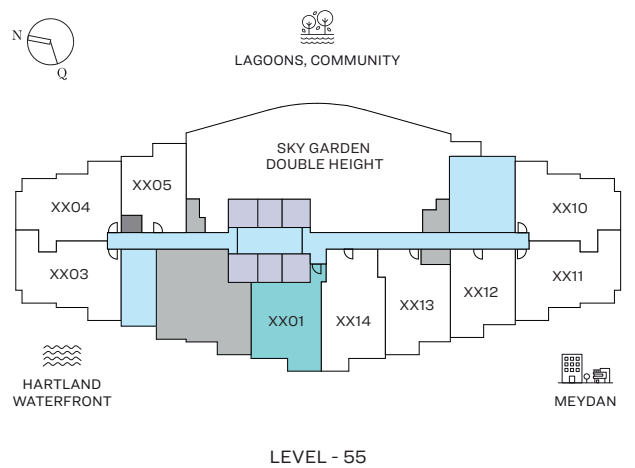 N
Q
LAGOONS, COMMUNITY
SKY GARDEN
DOUBLE HEIGHT
XX05
XX04
XX10
XX03
XX11
XX12
XX13
XX01
XX14
HARTLAND
WATERFRONT
MEYDAN
LEVEL - 55